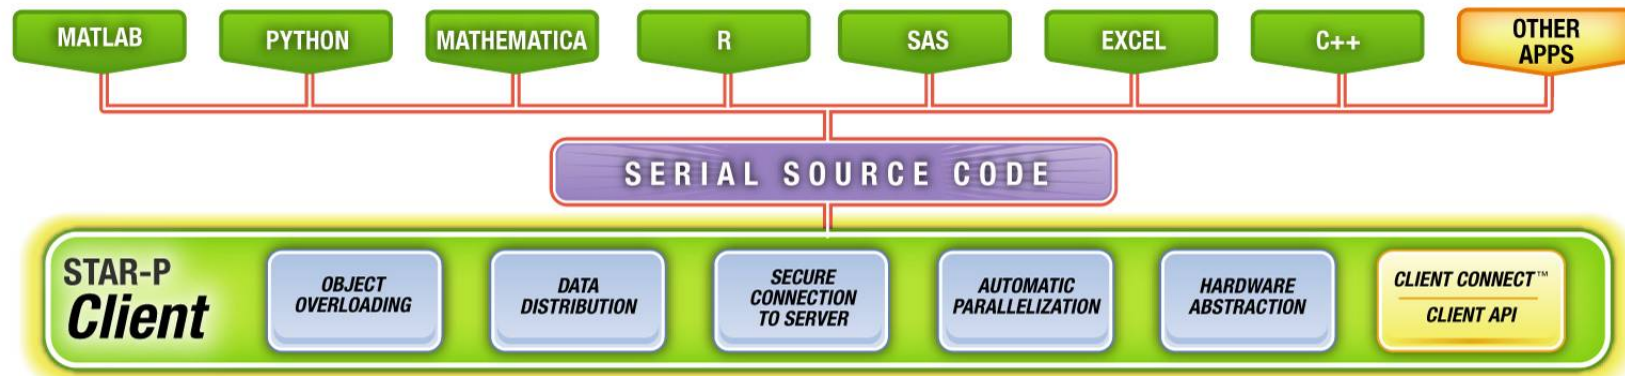 MATLAB
PYTHON
MATHEMATICA
R
SAS
EXCEL
C++
OTHER
APPS
SERIAL SOURCE CODE
STAR-P
Client
OBJECT
OVERLOADING
DATA
DISTRIBUTION
SECURE
CONNECTION
TO SERVER
AUTOMATIC
PARALLELIZATION
HARDWARE
ABSTRACTION
CLIENT CONNECT™
CLIENT API